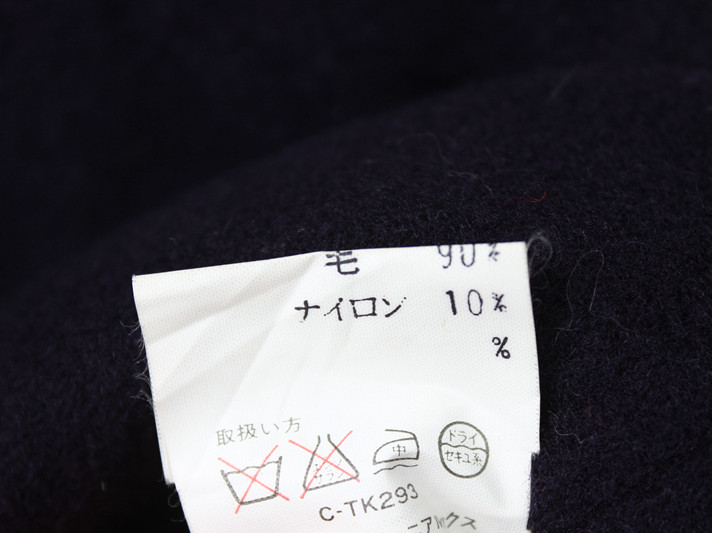 毛 90%
ナイロン 10%
%
取扱い方
中
ドライ
セキユ系
C-TK293